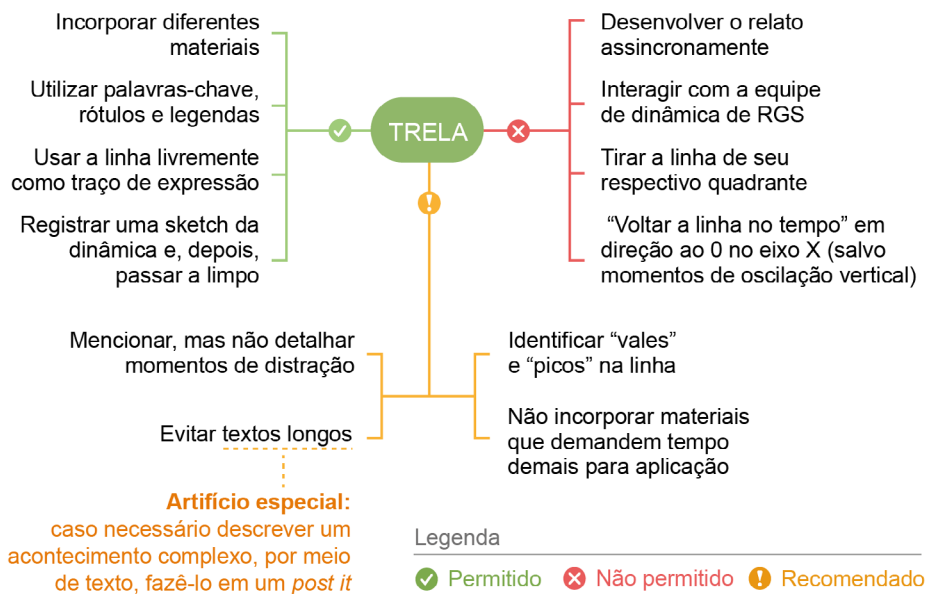 Incorporar diferentes
materiais
Utilizar palavras-chave,
rótulos e legendas
Usar a linha livremente
como traço de expressão
Registrar uma sketch da
dinâmica e, depois,
passar a limpo
TRELA
Desenvolver o relato
assincronamente
Interagir com a equipe
de dinâmica de RGS
Tirar a linha de seu
respectivo quadrante
“Voltar a linha no tempo” em
direção ao 0 no eixo X (salvo
momentos de oscilação vertical)
Mencionar, mas não detalhar
momentos de distração
Evitar textos longos
Artifício especial:
caso necessário descrever um
acontecimento complexo, por meio
de texto, fazê-lo em um post it
Identificar “vales”
e “picos” na linha
Não incorporar materiais
que demandem tempo
demais para aplicação
Legenda
Permitido Não permitido Recomendado